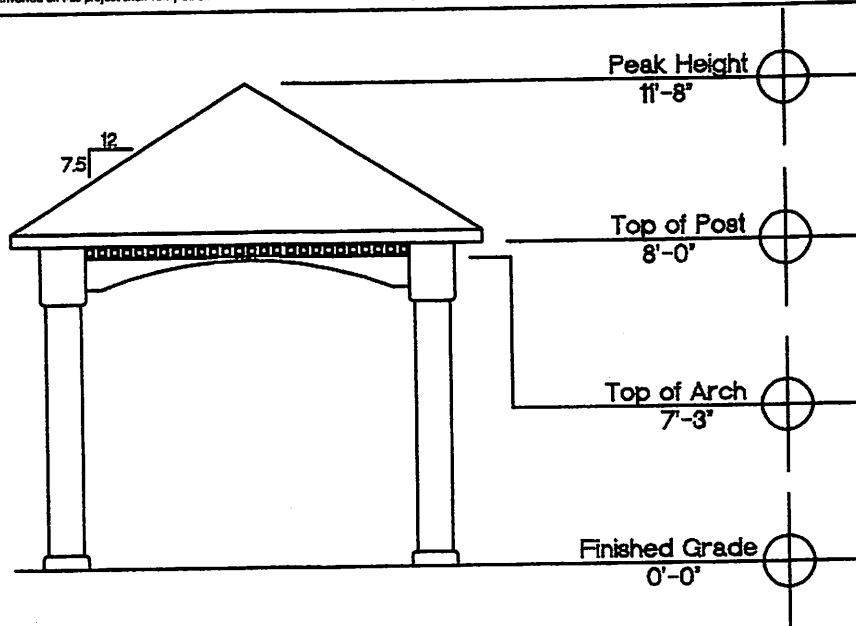 Peak Height
11'-8"
12
7.5
Top of Post
8'-0"
Top of Arch
7'-3"
Finished Grade
0'-0"